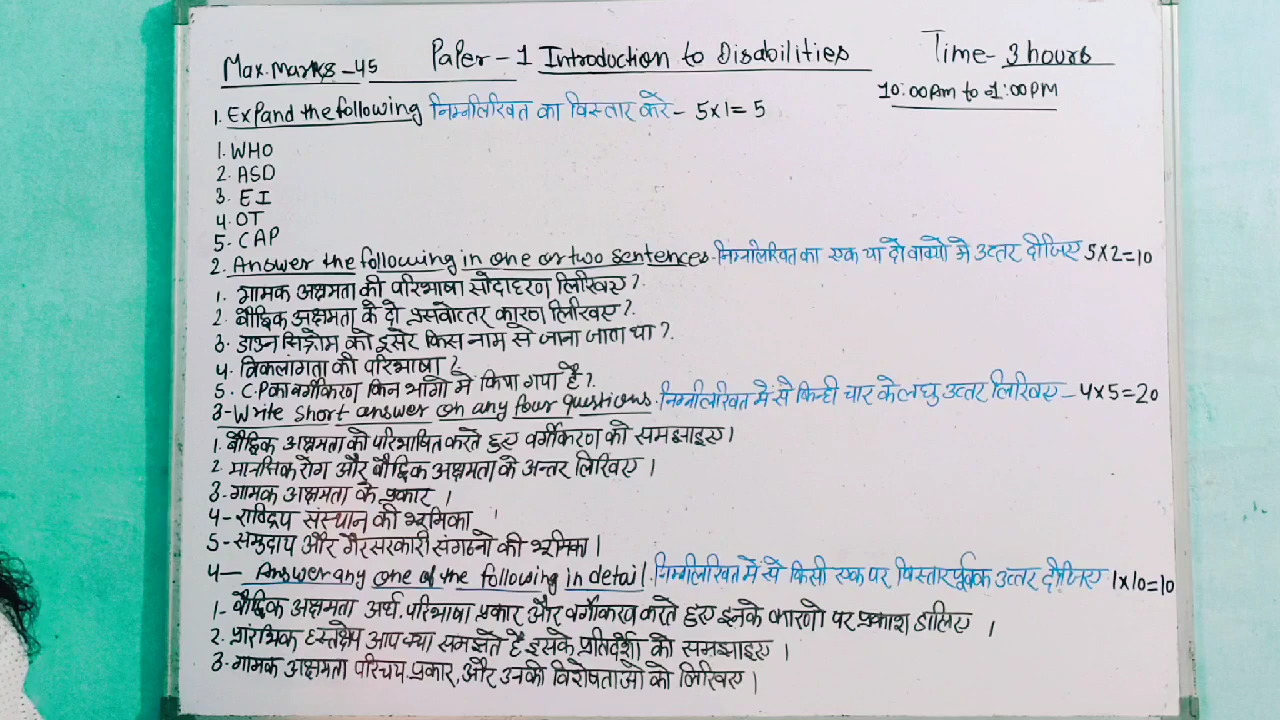 Max. Marks - 45 Paper - 1 Introduction to Disabilities Time - 3 hours
10:00Am to 1:00PM
1. Expand the following निम्नलिखित का विस्तार करे - 5x1= 5
1. WHO
2. ASD
3. EI
4. OT
5. CAP
2. Answer the following in one or two sentences. निम्नलिखित का एक या दो वाक्यो मे उत्तर दीजिए 5x2=10
1. गामक अक्षमता की परिभाषा सोदाहरण लिखिए ?
2. बौद्धिक अक्षमता के दो प्रसवोत्तर कारण लिखिए ?
3. डाउन सिंड्रोम को दूसरे किस नाम से जाना जाता था ?
4. विकलांगता की परिभाषा ?
5. C.P का वर्गीकरण किन भागो मे किया गया है ?
3- Write short answer on any four questions. निम्नलिखित मे से किन्ही चार के लघु उत्तर लिखिए - 4x5=20
1. बौद्धिक अक्षमता को परिभाषित करते हुए वर्गीकरण को समझाइए।
2. मानसिक रोग और बौद्धिक अक्षमता के अन्तर लिखिए ।
3- गामक अक्षमता के प्रकार ।
4- राष्ट्रिय संस्थान की भूमिका
5- समुदाय और गैर सरकारी संगठनो की भूमिका।
4- Answer any one of the following in detail. निम्नलिखित मे से किसी एक पर विस्तारपूर्वक उत्तर दीजिए 1x10=10
1- बौद्धिक अक्षमता अर्थ, परिभाषा प्रकार और वर्गीकरण करते हुए इनके कारणो पर प्रकाश डालिए ।
2. प्रारंभिक हस्तक्षेप आप क्या समझते है इसके प्रतिदर्शो को समझाइए ।
3- गामक अक्षमता परिचय, प्रकार, और उनकी विशेषताओ को लिखिए।